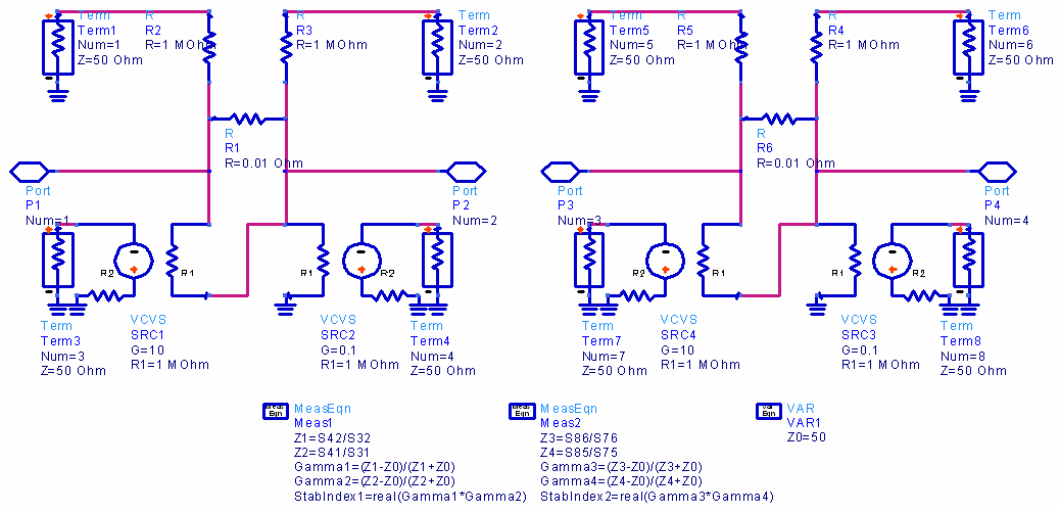 Term
Term1
Num=1
Z=50 Ohm
R
R2
R=1 MOhm
R
R3
R=1 MOhm
Term
Term2
Num=2
Z=50 Ohm
Term
Term5
Num=5
Z=50 Ohm
R
R5
R=1 MOhm
R
R4
R=1 MOhm
Term
Term6
Num=6
Z=50 Ohm
R
R1
R=0.01 Ohm
R
R6
R=0.01 Ohm
Port
P1
Num=1
Port
P2
Num=2
Port
P3
Num=3
Port
P4
Num=4
R2
R1
R1
R2
R2
R1
R1
R2
Term
Term3
Num=3
Z=50 Ohm
VCVS
SRC1
G=10
R1=1 MOhm
VCVS
SRC2
G=0.1
R1=1 MOhm
Term
Term4
Num=4
Z=50 Ohm
Term
Term7
Num=7
Z=50 Ohm
VCVS
SRC4
G=10
R1=1 MOhm
VCVS
SRC3
G=0.1
R1=1 MOhm
Term
Term8
Num=8
Z=50 Ohm
Meas
Eqn
MeasEqn
Meas1
Z1=S42/S32
Z2=S41/S31
Gamma1=(Z1-Z0)/(Z1+Z0)
Gamma2=(Z2-Z0)/(Z2+Z0)
StabIndex1=real(Gamma1*Gamma2)
Meas
Eqn
MeasEqn
Meas2
Z3=S86/S76
Z4=S85/S75
Gamma3=(Z3-Z0)/(Z3+Z0)
Gamma4=(Z4-Z0)/(Z4+Z0)
StabIndex2=real(Gamma3*Gamma4)
Var
Eqn
VAR
VAR1
Z0=50